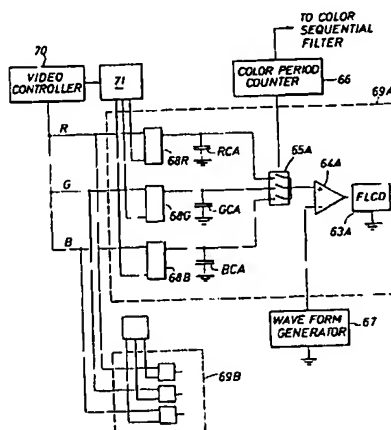 TO COLOR
SEQUENTIAL
FILTER
70
VIDEO
CONTROLLER
71
COLOR PERIOD
COUNTER
66
69A
R
68R
RCA
65A
64A
G
68G
GCA
FLCD
63A
B
68B
BCA
WAVE FORM
GENERATOR
67
69B